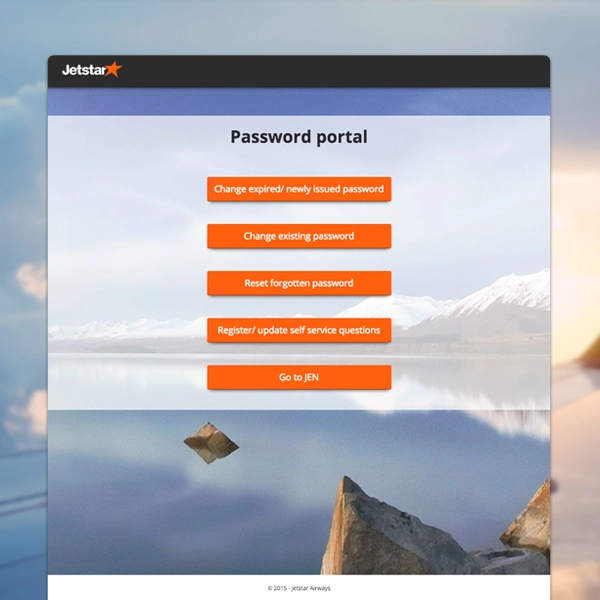 Jetstar
Password portal
Change expired/ newly issued password
Change existing password
Reset forgotten password
Register/ update self service questions
Go to JEN
© 2015 - Jetstar Airways